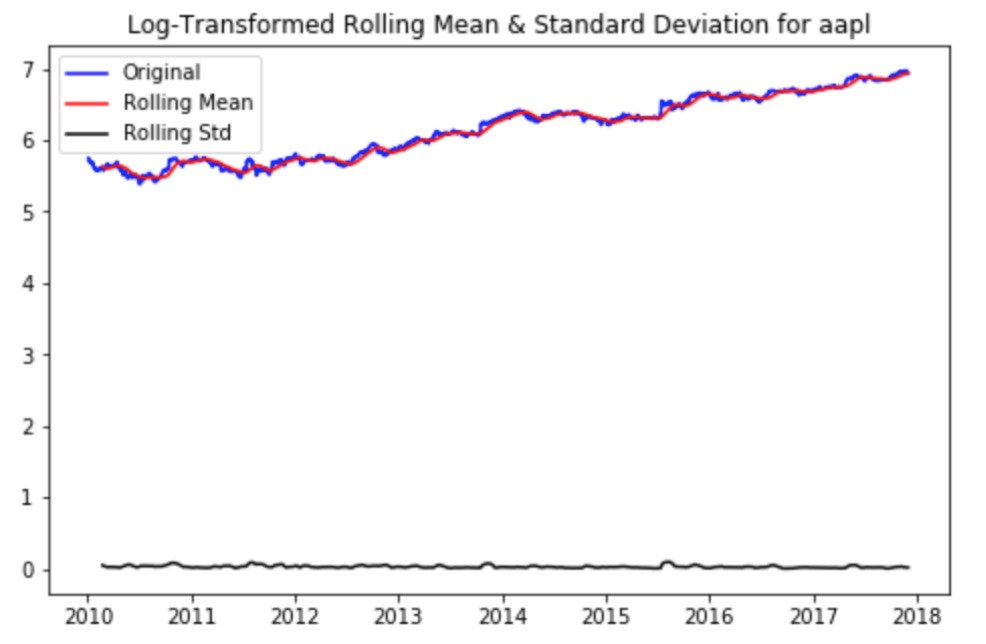 Log-Transformed Rolling Mean & Standard Deviation for aapl
Original
Rolling Mean
Rolling Std
7
6
5
4
3
2
1
0
2010 2011 2012 2013 2014 2015 2016 2017 2018